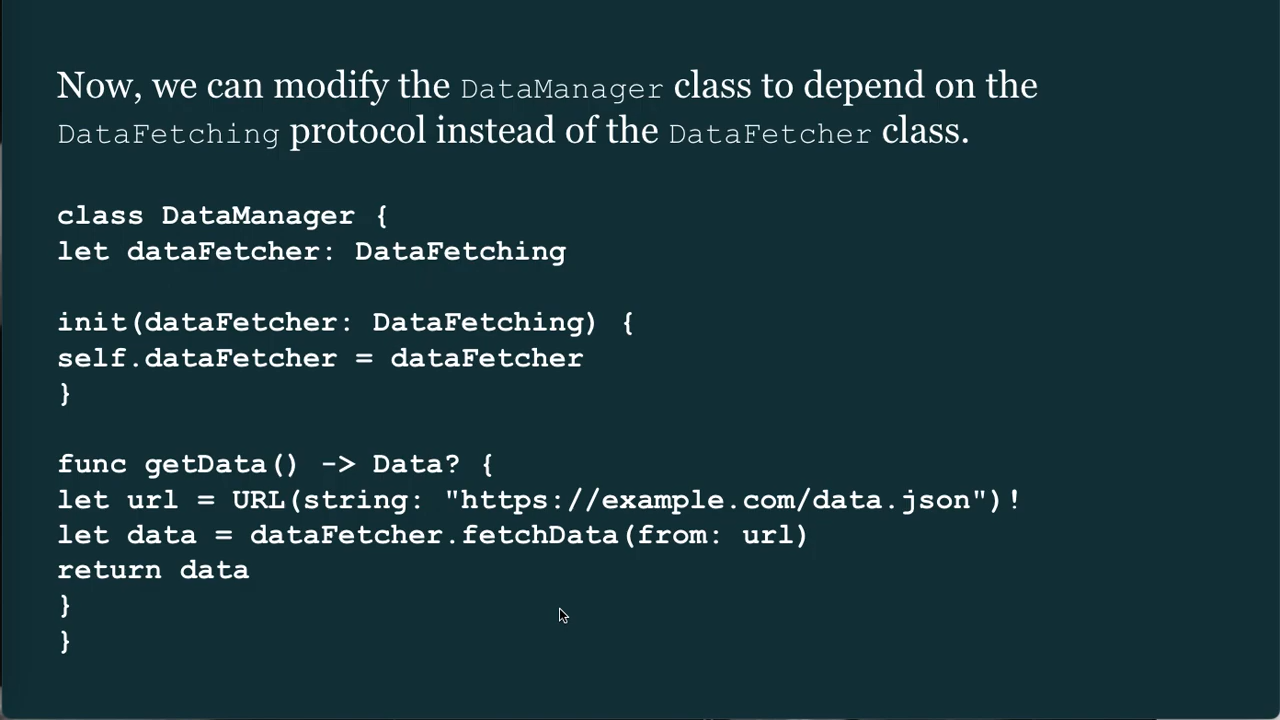 Now, we can modify the DataManager class to depend on the
DataFetching protocol instead of the DataFetcher class.
class DataManager {
let dataFetcher: DataFetching
init(dataFetcher: DataFetching) {
self.dataFetcher = dataFetcher
}
func getData() -> Data? {
let url = URL(string: "https://example.com/data.json")!
let data = dataFetcher.fetchData(from: url)
return data
}
}